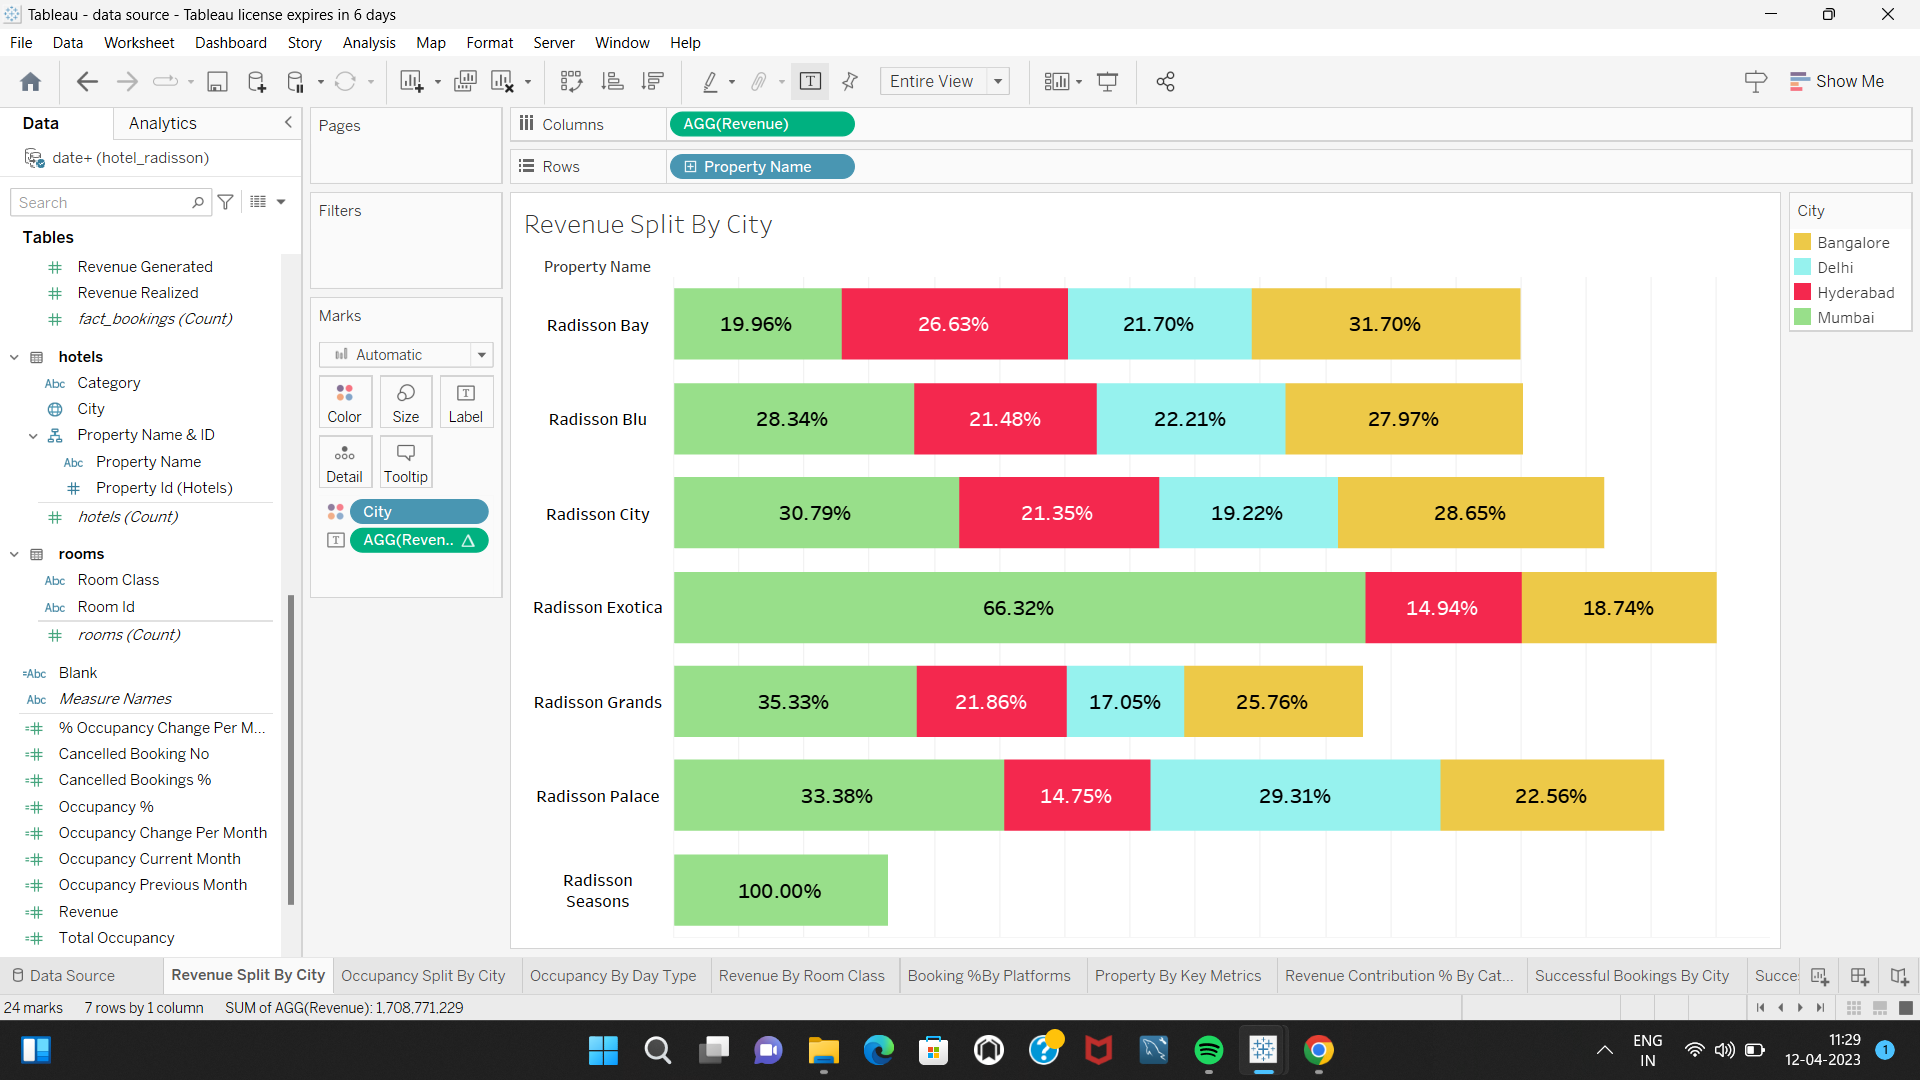 Tableau - data source - Tableau license expires in 6 days
File Data Worksheet Dashboard Story Analysis Map Format Server Window Help
Entire View
Show Me
Data Analytics
date+ (hotel_radisson)
Search
Tables
# Revenue Generated
# Revenue Realized
# fact_bookings (Count)
hotels
Abc Category
City
Property Name & ID
Abc Property Name
# Property Id (Hotels)
# hotels (Count)
rooms
Abc Room Class
Abc Room Id
# rooms (Count)
=Abc Blank
Abc Measure Names
=# % Occupancy Change Per M...
=# Cancelled Booking No
=# Cancelled Bookings %
=# Occupancy %
=# Occupancy Change Per Month
=# Occupancy Current Month
=# Occupancy Previous Month
=# Revenue
=# Total Occupancy
Pages
Filters
Marks
Automatic
Color Size T Label
Detail Tooltip
City
T AGG(Reven.. △
Columns AGG(Revenue)
Rows Property Name
Revenue Split By City
Property Name
Radisson Bay 19.96% 26.63% 21.70% 31.70%
Radisson Blu 28.34% 21.48% 22.21% 27.97%
Radisson City 30.79% 21.35% 19.22% 28.65%
Radisson Exotica 66.32% 14.94% 18.74%
Radisson Grands 35.33% 21.86% 17.05% 25.76%
Radisson Palace 33.38% 14.75% 29.31% 22.56%
Radisson
Seasons
100.00%
City
Bangalore
Delhi
Hyderabad
Mumbai
Data Source Revenue Split By City Occupancy Split By City Occupancy By Day Type Revenue By Room Class Booking %By Platforms Property By Key Metrics Revenue Contribution % By Cat... Successful Bookings By City Succe
24 marks 7 rows by 1 column SUM of AGG(Revenue): 1,708,771,229
ENG
IN
11:29
12-04-2023
1